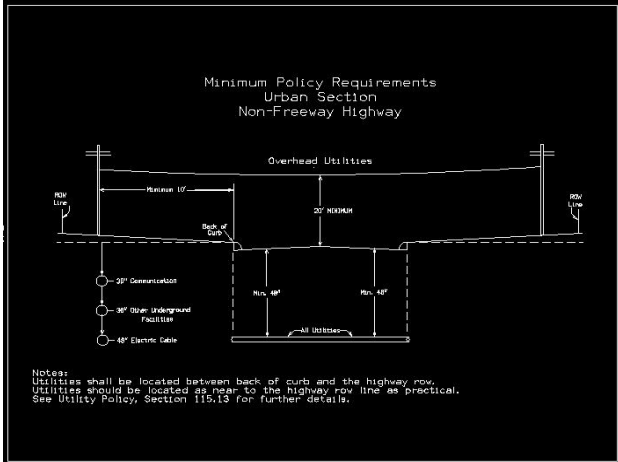 Minimum Policy Requirements
Urban Section
Non-Freeway Highway
Overhead Utilities
Minimum 10'
ROW
Line
ROW
Line
20' MINIMUM
Back of
Curb
30" Communication
Min. 48"
Min. 48"
36" Other Underground
Facilities
All Utilities
48" Electric Cable
Notes:
Utilities shall be located between back of curb and the highway row.
Utilities should be located as near to the highway row line as practical.
See Utility Policy, Section 115.13 for further details.